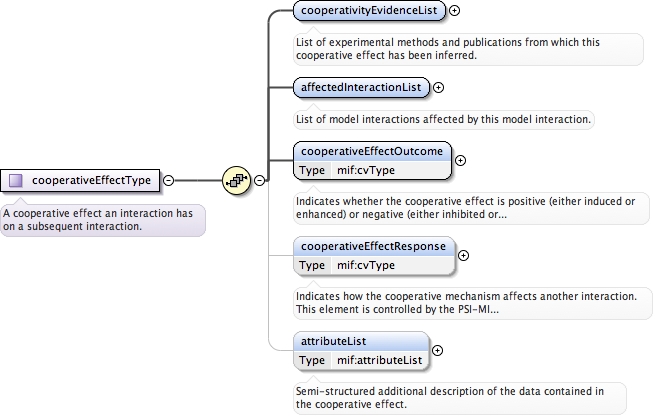 cooperativityEvidenceList
List of experimental methods and publications from which this
cooperative effect has been inferred.
affectedInteractionList
List of model interactions affected by this model interaction.
cooperativeEffectOutcome
Type mif:cvType
cooperativeEffectType
A cooperative effect an interaction has
on a subsequent interaction.
Indicates whether the cooperative effect is positive (either induced or
enhanced) or negative (either inhibited or...
cooperativeEffectResponse
Type mif:cvType
Indicates how the cooperative mechanism affects another interaction.
This element is controlled by the PSI-MI...
attributeList
Type mif:attributeList
Semi-structured additional description of the data contained in
the cooperative effect.